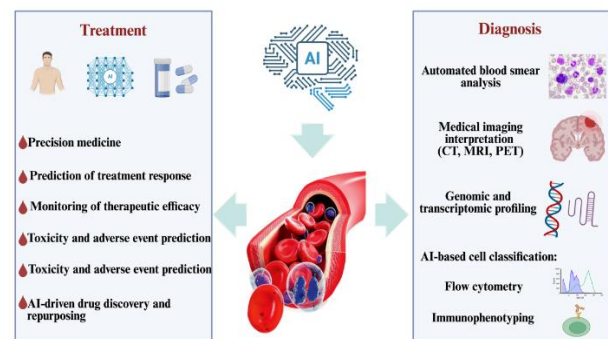 Treatment
AI
Precision medicine
Prediction of treatment response
Monitoring of therapeutic efficacy
Toxicity and adverse event prediction
Toxicity and adverse event prediction
AI-driven drug discovery and
repurposing
AI
Diagnosis
Automated blood smear
analysis
Medical imaging
interpretation
(CT, MRI, PET)
Genomic and
transcriptomic profiling
AI-based cell classification:
Flow cytometry
Immunophenotyping